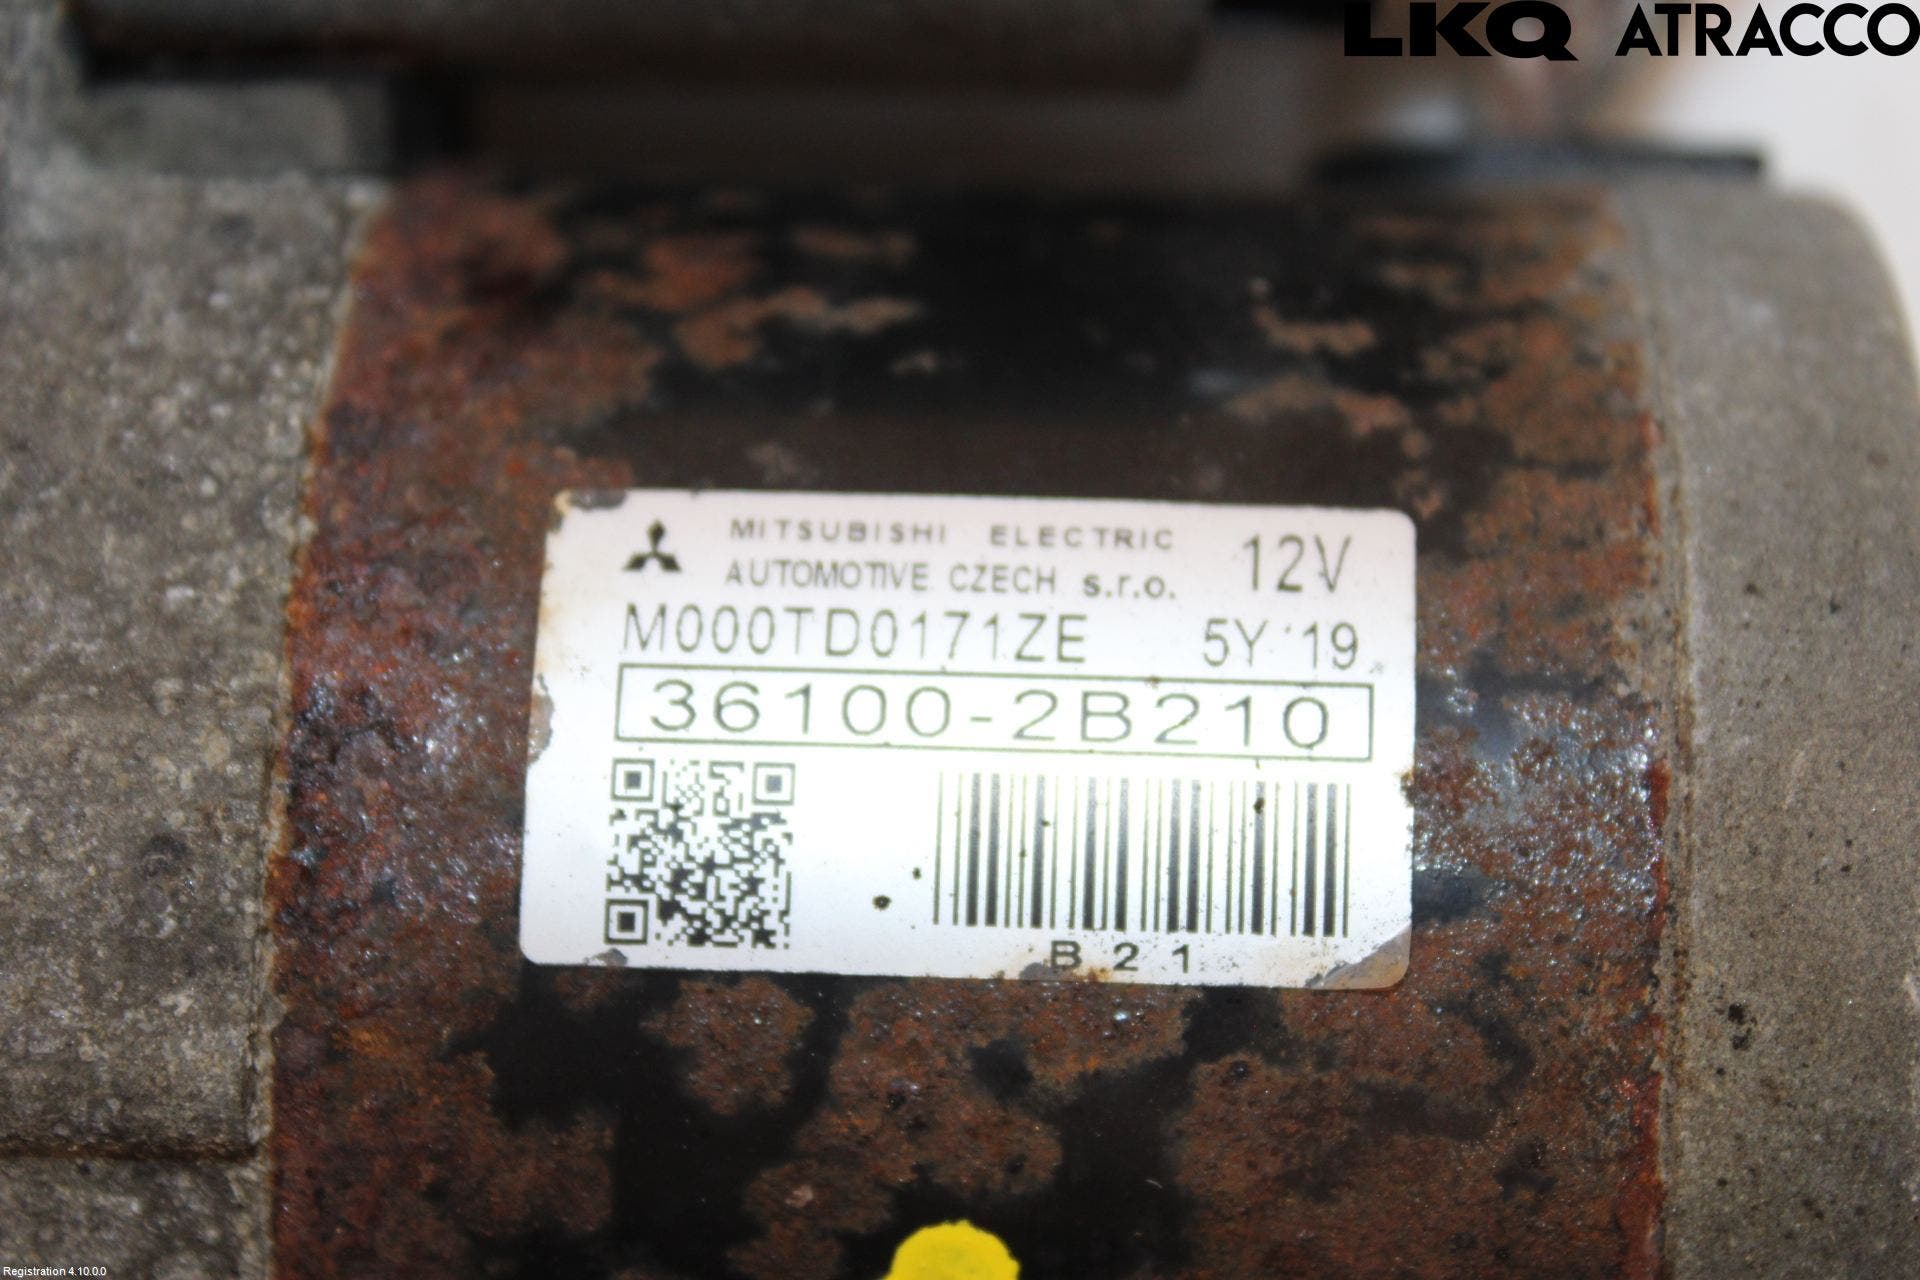 LKQ ATRACCO
MITSUBISHI ELECTRIC
AUTOMOTIVE CZECH s.r.o.
12V
M000TD0171ZE 5Y '19
36100-2B210
B21
Registration 4.10.0.0